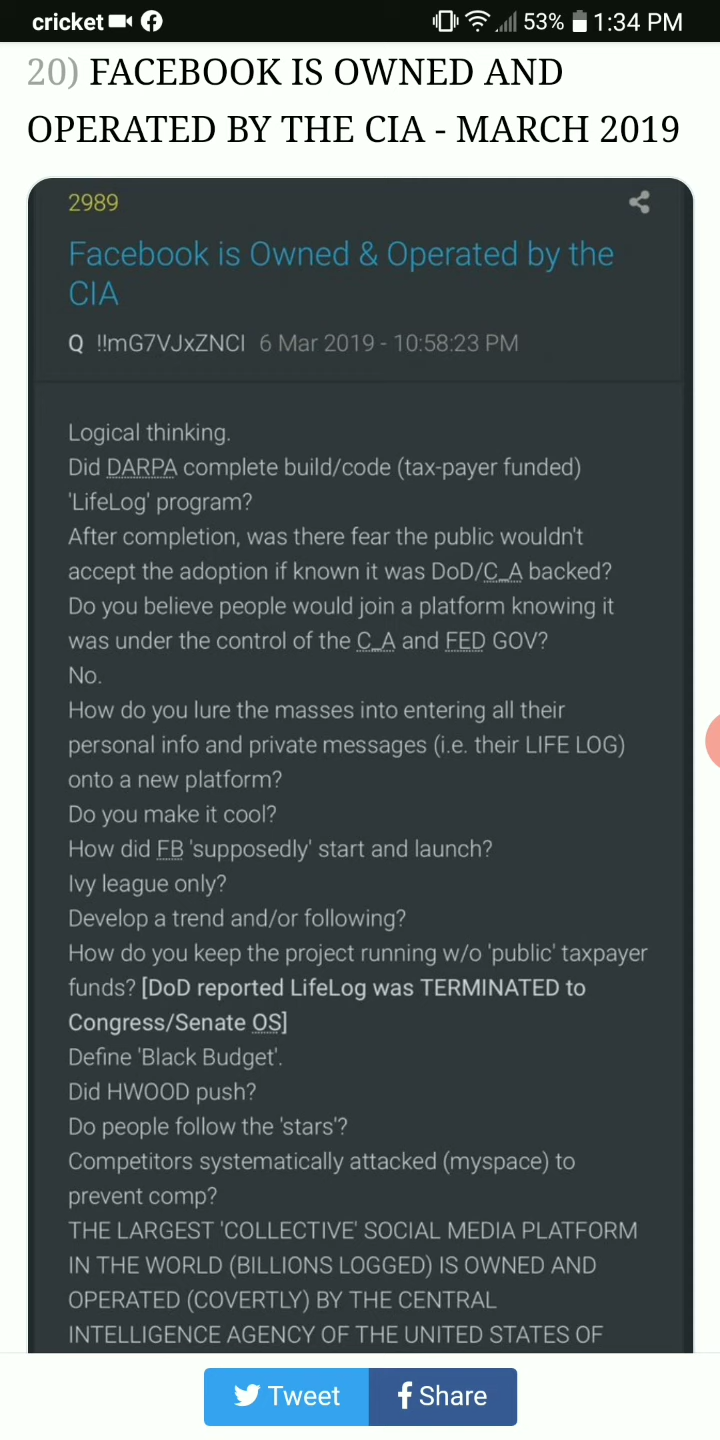 cricket 53% 1:34 PM
20) FACEBOOK IS OWNED AND
OPERATED BY THE CIA - MARCH 2019
2989
Facebook is Owned & Operated by the
CIA
Q !!mG7VJxZNCI 6 Mar 2019 - 10:58:23 PM
Logical thinking.
Did DARPA complete build/code (tax-payer funded)
'LifeLog' program?
After completion, was there fear the public wouldn't
accept the adoption if known it was DoD/C_A backed?
Do you believe people would join a platform knowing it
was under the control of the C_A and FED GOV?
No.
How do you lure the masses into entering all their
personal info and private messages (i.e. their LIFE LOG)
onto a new platform?
Do you make it cool?
How did FB 'supposedly' start and launch?
Ivy league only?
Develop a trend and/or following?
How do you keep the project running w/o 'public' taxpayer
funds? [DoD reported LifeLog was TERMINATED to
Congress/Senate OS]
Define 'Black Budget'.
Did HWOOD push?
Do people follow the 'stars'?
Competitors systematically attacked (myspace) to
prevent comp?
THE LARGEST 'COLLECTIVE' SOCIAL MEDIA PLATFORM
IN THE WORLD (BILLIONS LOGGED) IS OWNED AND
OPERATED (COVERTLY) BY THE CENTRAL
INTELLIGENCE AGENCY OF THE UNITED STATES OF
Tweet Share